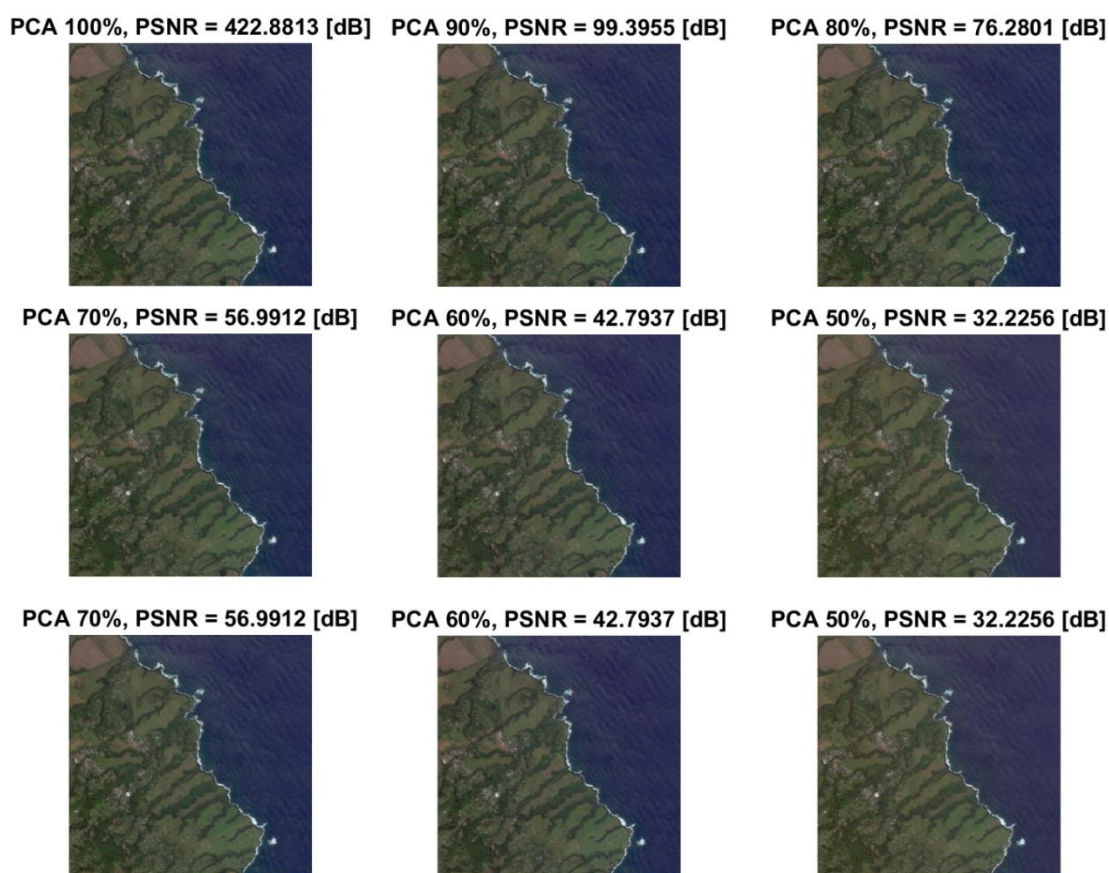 PCA 100%, PSNR = 422.8813 [dB]
PCA 90%, PSNR = 99.3955 [dB]
PCA 80%, PSNR = 76.2801 [dB]
PCA 70%, PSNR = 56.9912 [dB]
PCA 60%, PSNR = 42.7937 [dB]
PCA 50%, PSNR = 32.2256 [dB]
PCA 70%, PSNR = 56.9912 [dB]
PCA 60%, PSNR = 42.7937 [dB]
PCA 50%, PSNR = 32.2256 [dB]